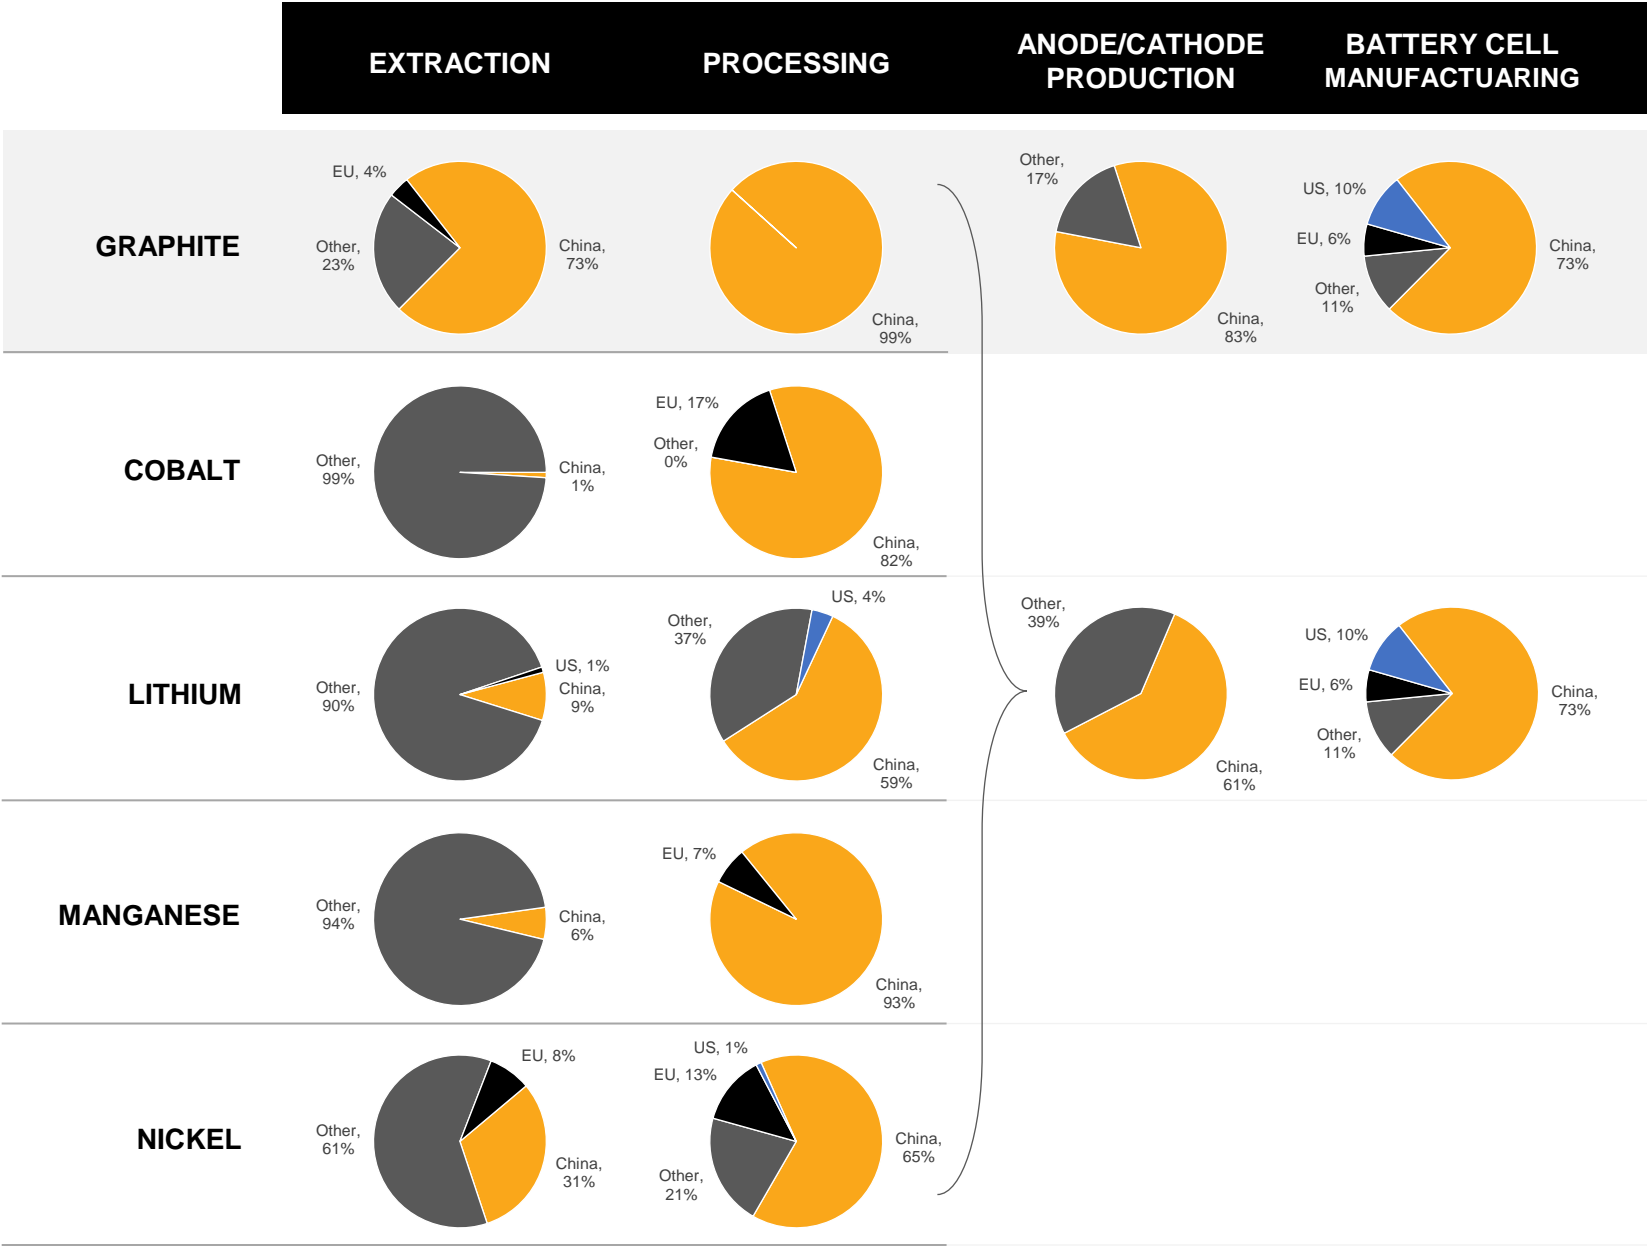 EXTRACTION
PROCESSING
ANODE/CATHODE
PRODUCTION
BATTERY CELL
MANUFACTUARING
GRAPHITE
EU, 4%
Other,
23%
China,
73%
China,
99%
Other,
17%
China,
83%
US, 10%
EU, 6%
Other,
11%
China,
73%
COBALT
Other,
99%
China,
1%
EU, 17%
Other,
0%
China,
82%
LITHIUM
Other,
90%
US, 1%
China,
9%
Other,
37%
US, 4%
China,
59%
Other,
39%
China,
61%
US, 10%
EU, 6%
Other,
11%
China,
73%
MANGANESE
Other,
94%
China,
6%
EU, 7%
China,
93%
NICKEL
Other,
61%
EU, 8%
China,
31%
US, 1%
EU, 13%
Other,
21%
China,
65%